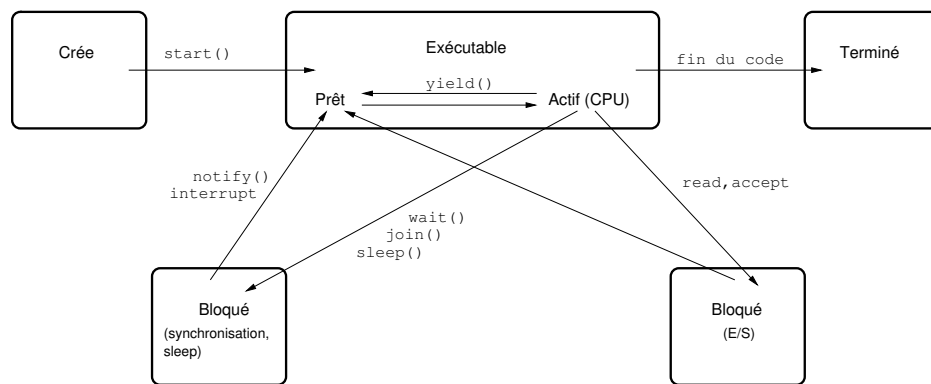 Crée
start()
Exécutable
yield()
Prêt
Actif (CPU)
fin du code
Terminé
notify()
interrupt
wait()
join()
sleep()
read,accept
Bloqué
(synchronisation,
sleep)
Bloqué
(E/S)